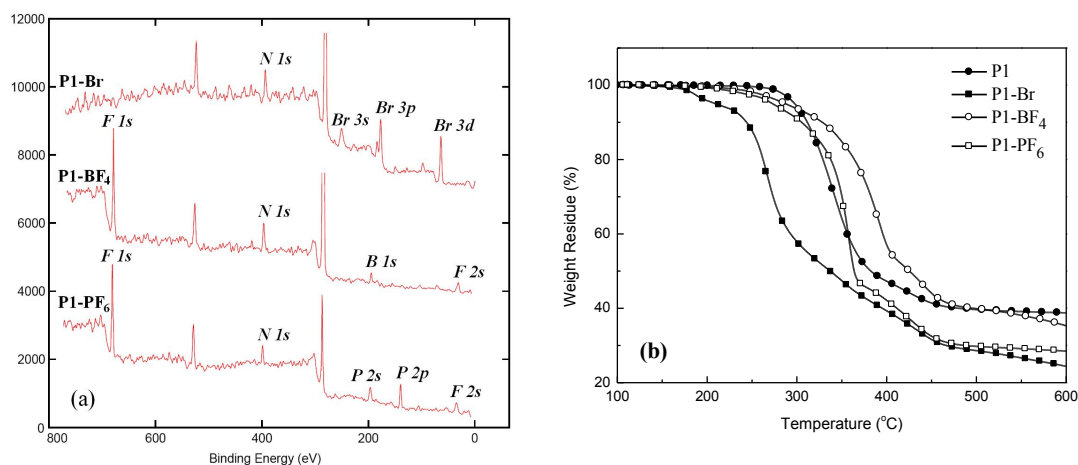 12000
10000
8000
6000
4000
2000
0
P1-Br
N 1s
Br 3s
Br 3p
Br 3d
F 1s
P1-BF4
N 1s
B 1s
F 2s
F 1s
P1-PF6
N 1s
P 2s
P 2p
F 2s
(a)
800 600 400 200 0
Binding Energy (eV)
Weight Residue (%)
100
80
60
40
20
P1
P1-Br
P1-BF4
P1-PF6
(b)
100 200 300 400 500 600
Temperature (°C)